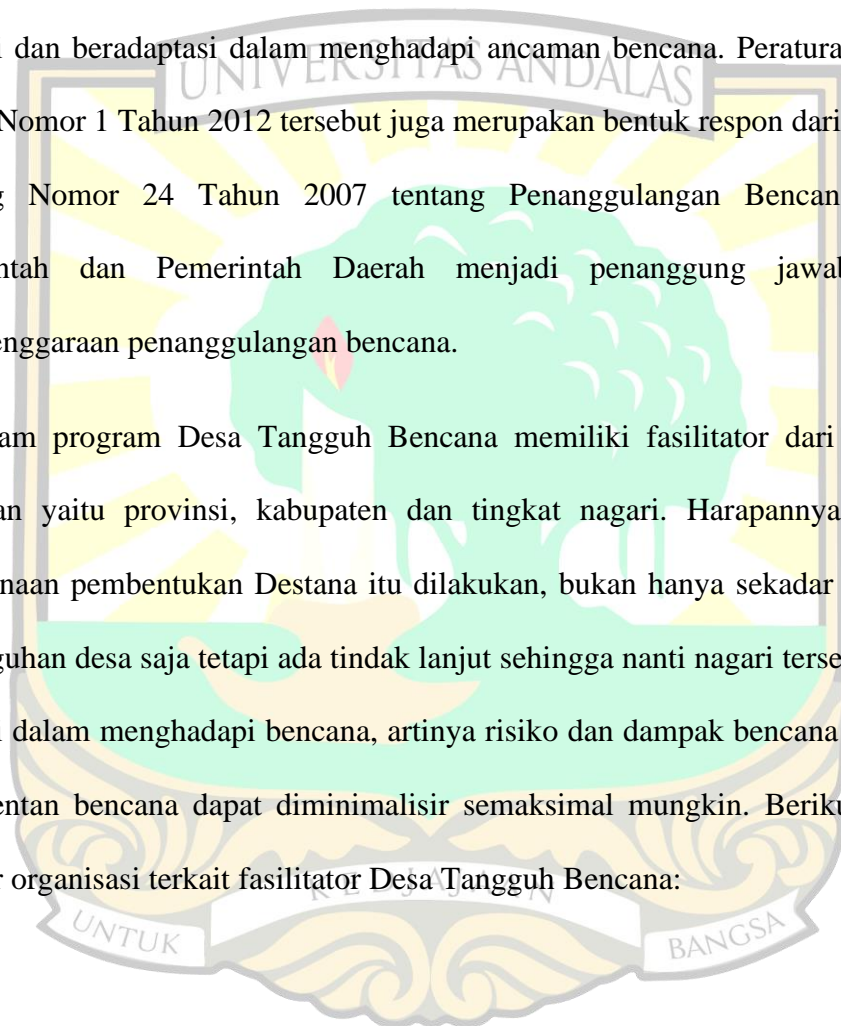 i dan beradaptasi dalam menghadapi ancaman bencana. Peratura
UNIVERSITAS ANDALAS
Nomor 1 Tahun 2012 tersebut juga merupakan bentuk respon dari
g Nomor 24 Tahun 2007 tentang Penanggulangan Bencan
ntah dan Pemerintah Daerah menjadi penanggung jawab
enggaraan penanggulangan bencana.
am program Desa Tangguh Bencana memiliki fasilitator dari
an yaitu provinsi, kabupaten dan tingkat nagari. Harapannya
naan pembentukan Destana itu dilakukan, bukan hanya sekadar
guhan desa saja tetapi ada tindak lanjut sehingga nanti nagari terse
i dalam menghadapi bencana, artinya risiko dan dampak bencana
entan bencana dapat diminimalisir semaksimal mungkin. Beriku
r organisasi terkait fasilitator Desa Tangguh Bencana:
UNTUK
BANGSA